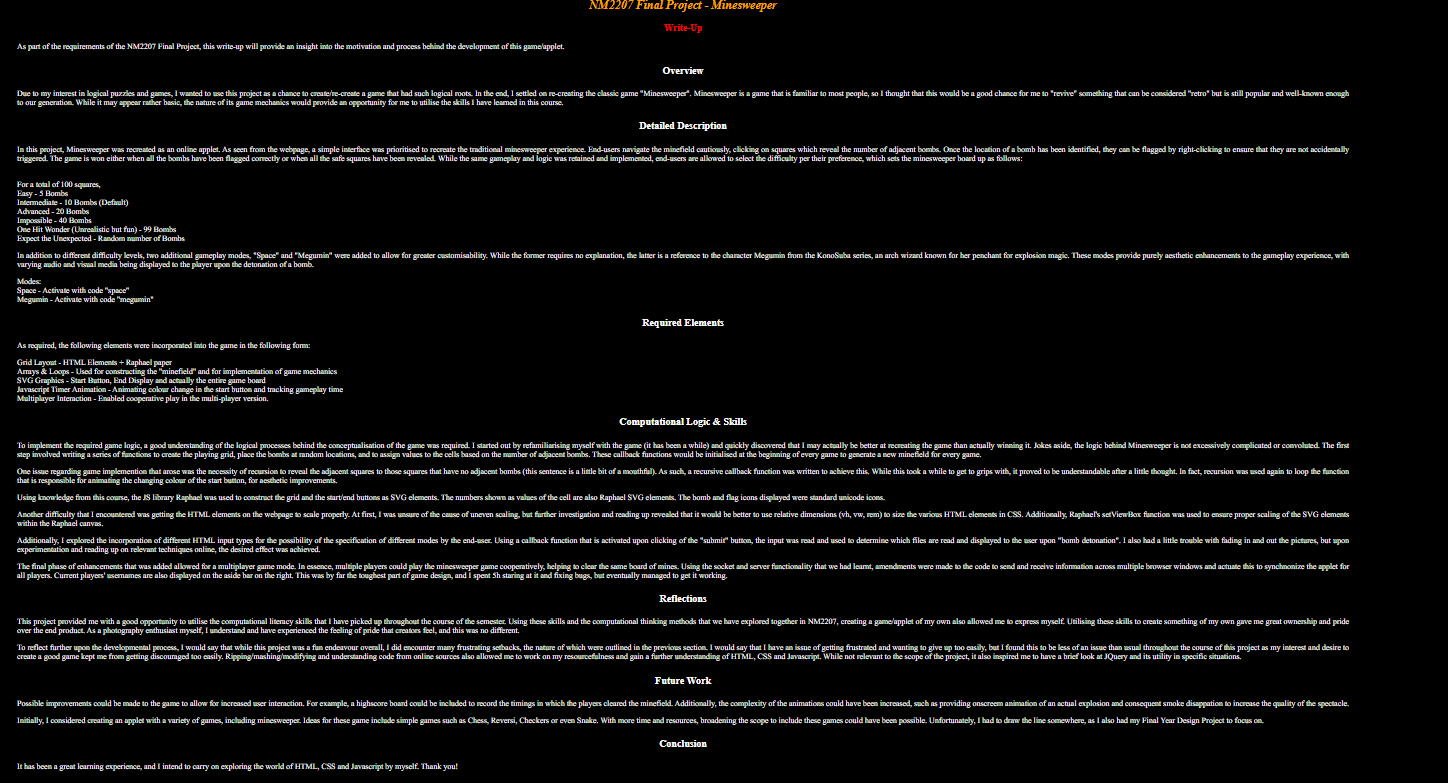 NM2207 Final Project - Minesweeper
Write-Up
As part of the requirements of the NM2207 Final Project, this write-up will provide an insight into the motivation and process behind the development of this game/applet.
Overview
Due to my interest in logical puzzles and games, I wanted to use this project as a chance to create/re-create a game that had such logical roots. In the end, I settled on re-creating the classic game "Minesweeper". Minesweeper is a game that is familiar to most people, so I thought that this would be a good chance for me to "revive" something that can be considered "retro" but is still popular and well-known enough
to our generation. While it may appear rather basic, the nature of its game mechanics would provide an opportunity for me to utilise the skills I have learned in this course.
Detailed Description
In this project, Minesweeper was recreated as an online applet. As seen from the webpage, a simple interface was prioritised to recreate the traditional minesweeper experience. End-users navigate the minefield cautiously, clicking on squares which reveal the number of adjacent bombs. Once the location of a bomb has been identified, they can be flagged by right-clicking to ensure that they are not accidentally
triggered. The game is won either when all the bombs have been flagged correctly or when all the safe squares have been revealed. While the same gameplay and logic was retained and implemented, end-users are allowed to select the difficulty per their preference, which sets the minesweeper board up as follows:
For a total of 100 squares,
Easy - 5 Bombs
Intermediate - 10 Bombs (Default)
Advanced - 20 Bombs
Impossible - 40 Bombs
One Hit Wonder (Unrealistic but fun) - 99 Bombs
Expect the Unexpected - Random number of Bombs
In addition to different difficulty levels, two additional gameplay modes, "Space" and "Megumin" were added to allow for greater customisability. While the former requires no explanation, the latter is a reference to the character Megumin from the KonoSuba series, an arch wizard known for her penchant for explosion magic. These modes provide purely aesthetic enhancements to the gameplay experience, with
varying audio and visual media being displayed to the player upon the detonation of a bomb.
Modes:
Space - Activate with code "space"
Megumin - Activate with code "megumin"
Required Elements
As required, the following elements were incorporated into the game in the following form:
Grid Layout - HTML Elements + Raphael paper
Arrays & Loops - Used for constructing the "minefield" and for implementation of game mechanics
SVG Graphics - Start Button, End Display and actually the entire game board
Javascript Timer Animation - Animating colour change in the start button and tracking gameplay time
Multiplayer Interaction - Enabled cooperative play in the multi-player version.
Computational Logic & Skills
To implement the required game logic, a good understanding of the logical processes behind the conceptualisation of the game was required. I started out by refamiliarising myself with the game (it has been a while) and quickly discovered that I may actually be better at recreating the game than actually winning it. Jokes aside, the logic behind Minesweeper is not excessively complicated or convoluted. The first
step involved writing a series of functions to create the playing grid, place the bombs at random locations, and to assign values to the cells based on the number of adjacent bombs. These callback functions would be initialised at the beginning of every game to generate a new minefield for every game.
One issue regarding game implemention that arose was the necessity of recursion to reveal the adjacent squares to those squares that have no adjacent bombs (this sentence is a little bit of a mouthful). As such, a recursive callback function was written to achieve this. While this took a while to get to grips with, it proved to be understandable after a little thought. In fact, recursion was used again to loop the function
that is responsible for animating the changing colour of the start button, for aesthetic improvements.
Using knowledge from this course, the JS library Raphael was used to construct the grid and the start/end buttons as SVG elements. The numbers shown as values of the cell are also Raphael SVG elements. The bomb and flag icons displayed were standard unicode icons.
Another difficulty that I encountered was getting the HTML elements on the webpage to scale properly. At first, I was unsure of the cause of uneven scaling, but further investigation and reading up revealed that it would be better to use relative dimensions (vh, vw, rem) to size the various HTML elements in CSS. Additionally, Raphael's setViewBox function was used to ensure proper scaling of the SVG elements
within the Raphael canvas.
Additionally, I explored the incorporation of different HTML input types for the possibility of the specification of different modes by the end-user. Using a callback function that is activated upon clicking of the "submit" button, the input was read and used to determine which files are read and displayed to the user upon "bomb detonation". I also had a little trouble with fading in and out the pictures, but upon
experimentation and reading up on relevant techniques online, the desired effect was achieved.
The final phase of enhancements that was added allowed for a multiplayer game mode. In essence, multiple players could play the minesweeper game cooperatively, helping to clear the same board of mines. Using the socket and server functionality that we had learnt, amendments were made to the code to send and receive information across multiple browser windows and actuate this to synchnonize the applet for
all players. Current players' usernames are also displayed on the aside bar on the right. This was by far the toughest part of game design, and I spent 5h staring at it and fixing bugs, but eventually managed to get it working.
Reflections
This project provided me with a good opportunity to utilise the computational literacy skills that I have picked up throughout the course of the semester. Using these skills and the computational thinking methods that we have explored together in NM2207, creating a game/applet of my own also allowed me to express myself. Utilising these skills to create something of my own gave me great ownership and pride
over the end product. As a photography enthusiast myself, I understand and have experienced the feeling of pride that creators feel, and this was no different.
To reflect further upon the developmental process, I would say that while this project was a fun endeavour overall, I did encounter many frustrating setbacks, the nature of which were outlined in the previous section. I would say that I have an issue of getting frustrated and wanting to give up too easily, but I found this to be less of an issue than usual throughout the course of this project as my interest and desire to
create a good game kept me from getting discouraged too easily. Ripping/mashing/modifying and understanding code from online sources also allowed me to work on my resourcefulness and gain a further understanding of HTML, CSS and Javascript. While not relevant to the scope of the project, it also inspired me to have a brief look at JQuery and its utility in specific situations.
Future Work
Possible improvements could be made to the game to allow for increased user interaction. For example, a highscore board could be included to record the timings in which the players cleared the minefield. Additionally, the complexity of the animations could have been increased, such as providing onscreem animation of an actual explosion and consequent smoke disappation to increase the quality of the spectacle.
Initially, I considered creating an applet with a variety of games, including minesweeper. Ideas for these game include simple games such as Chess, Reversi, Checkers or even Snake. With more time and resources, broadening the scope to include these games could have been possible. Unfortunately, I had to draw the line somewhere, as I also had my Final Year Design Project to focus on.
Conclusion
It has been a great learning experience, and I intend to carry on exploring the world of HTML, CSS and Javascript by myself. Thank you!